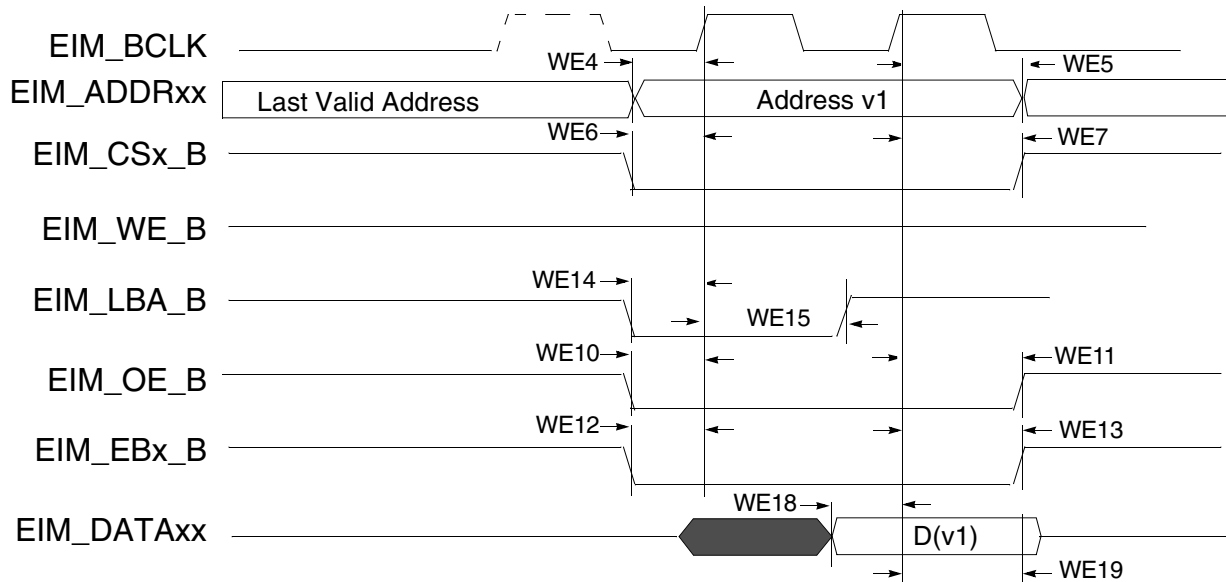 EIM_BCLK
WE4
WE5
EIM_ADDRxx
Last Valid Address
Address v1
WE6
WE7
EIM_CSx_B
EIM_WE_B
WE14
EIM_LBA_B
WE15
WE10
WE11
EIM_OE_B
WE12
WE13
EIM_EBx_B
WE18
EIM_DATAxx
D(v1)
WE19